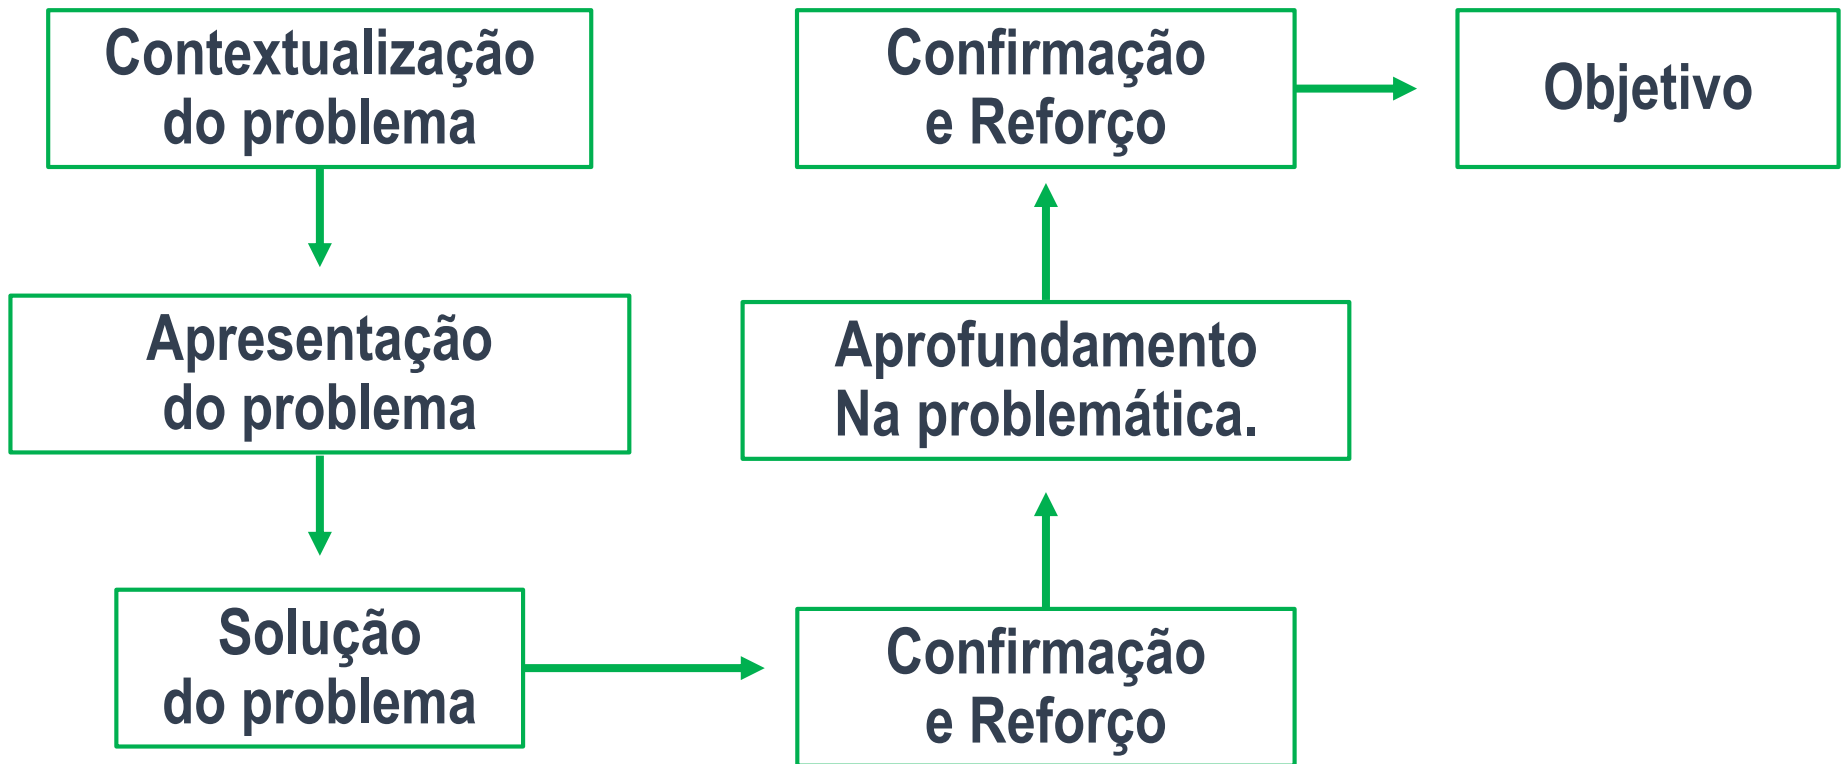 Contextualização
do problema
Apresentação
do problema
Solução
do problema
Confirmação
e Reforço
Aprofundamento
Na problemática.
Confirmação
e Reforço
Objetivo